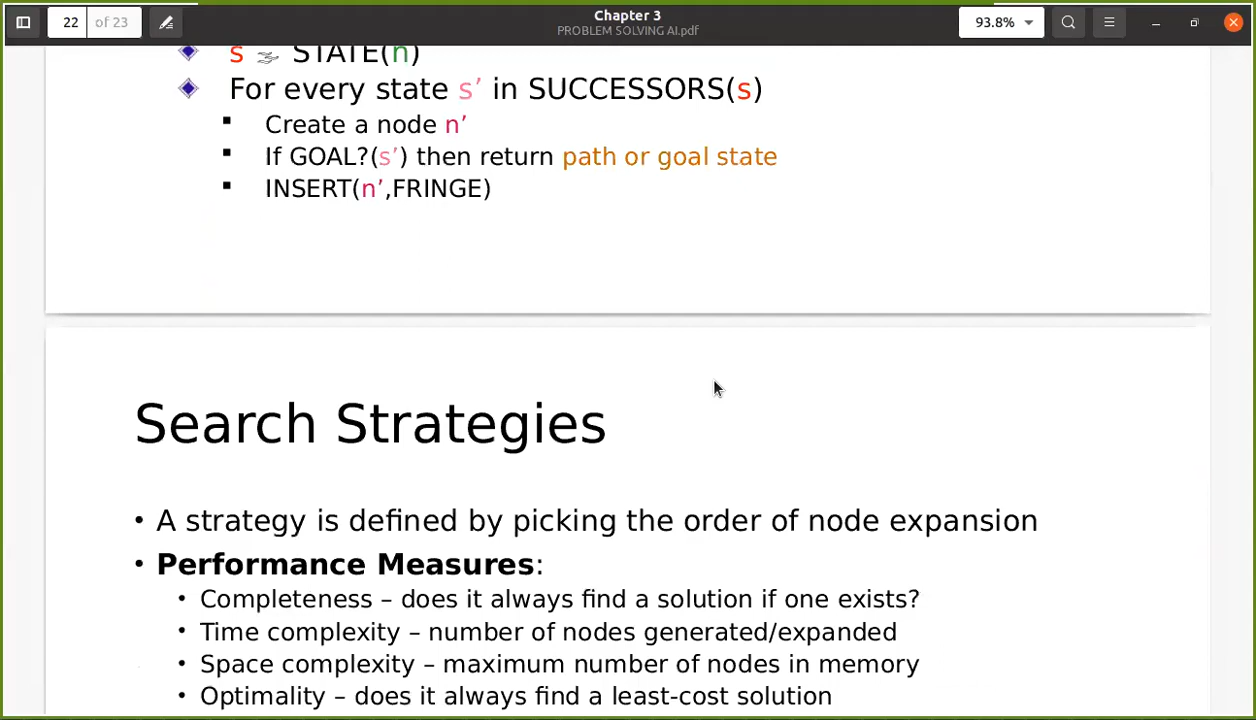 22 of 23
Chapter 3
PROBLEM SOLVING AI.pdf
93.8%
s STATE(n)
For every state s’ in SUCCESSORS(s)
Create a node n’
If GOAL?(s’) then return path or goal state
INSERT(n’,FRINGE)
Search Strategies
• A strategy is defined by picking the order of node expansion
• Performance Measures:
• Completeness – does it always find a solution if one exists?
• Time complexity – number of nodes generated/expanded
• Space complexity – maximum number of nodes in memory
• Optimality – does it always find a least-cost solution